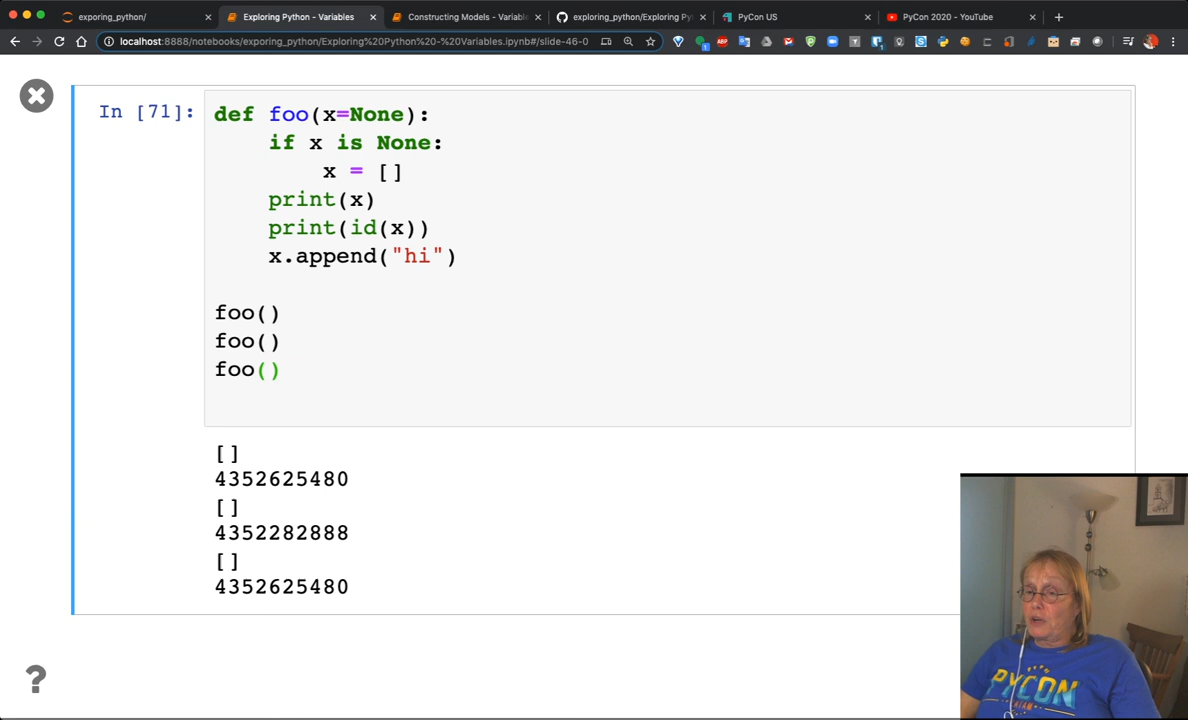 exporing_python/
Exploring Python - Variables
Constructing Models - Variabl
exploring_python/Exploring Py
PyCon US
PyCon 2020 - YouTube
localhost:8888/notebooks/exporing_python/Exploring%20Python%20-%20Variables.ipynb#/slide-46-0
In [71]:
def foo(x=None):
if x is None:
x = []
print(x)
print(id(x))
x.append("hi")
foo()
foo()
foo()
[]
4352625480
[]
4352282888
[]
4352625480
?
PYCON